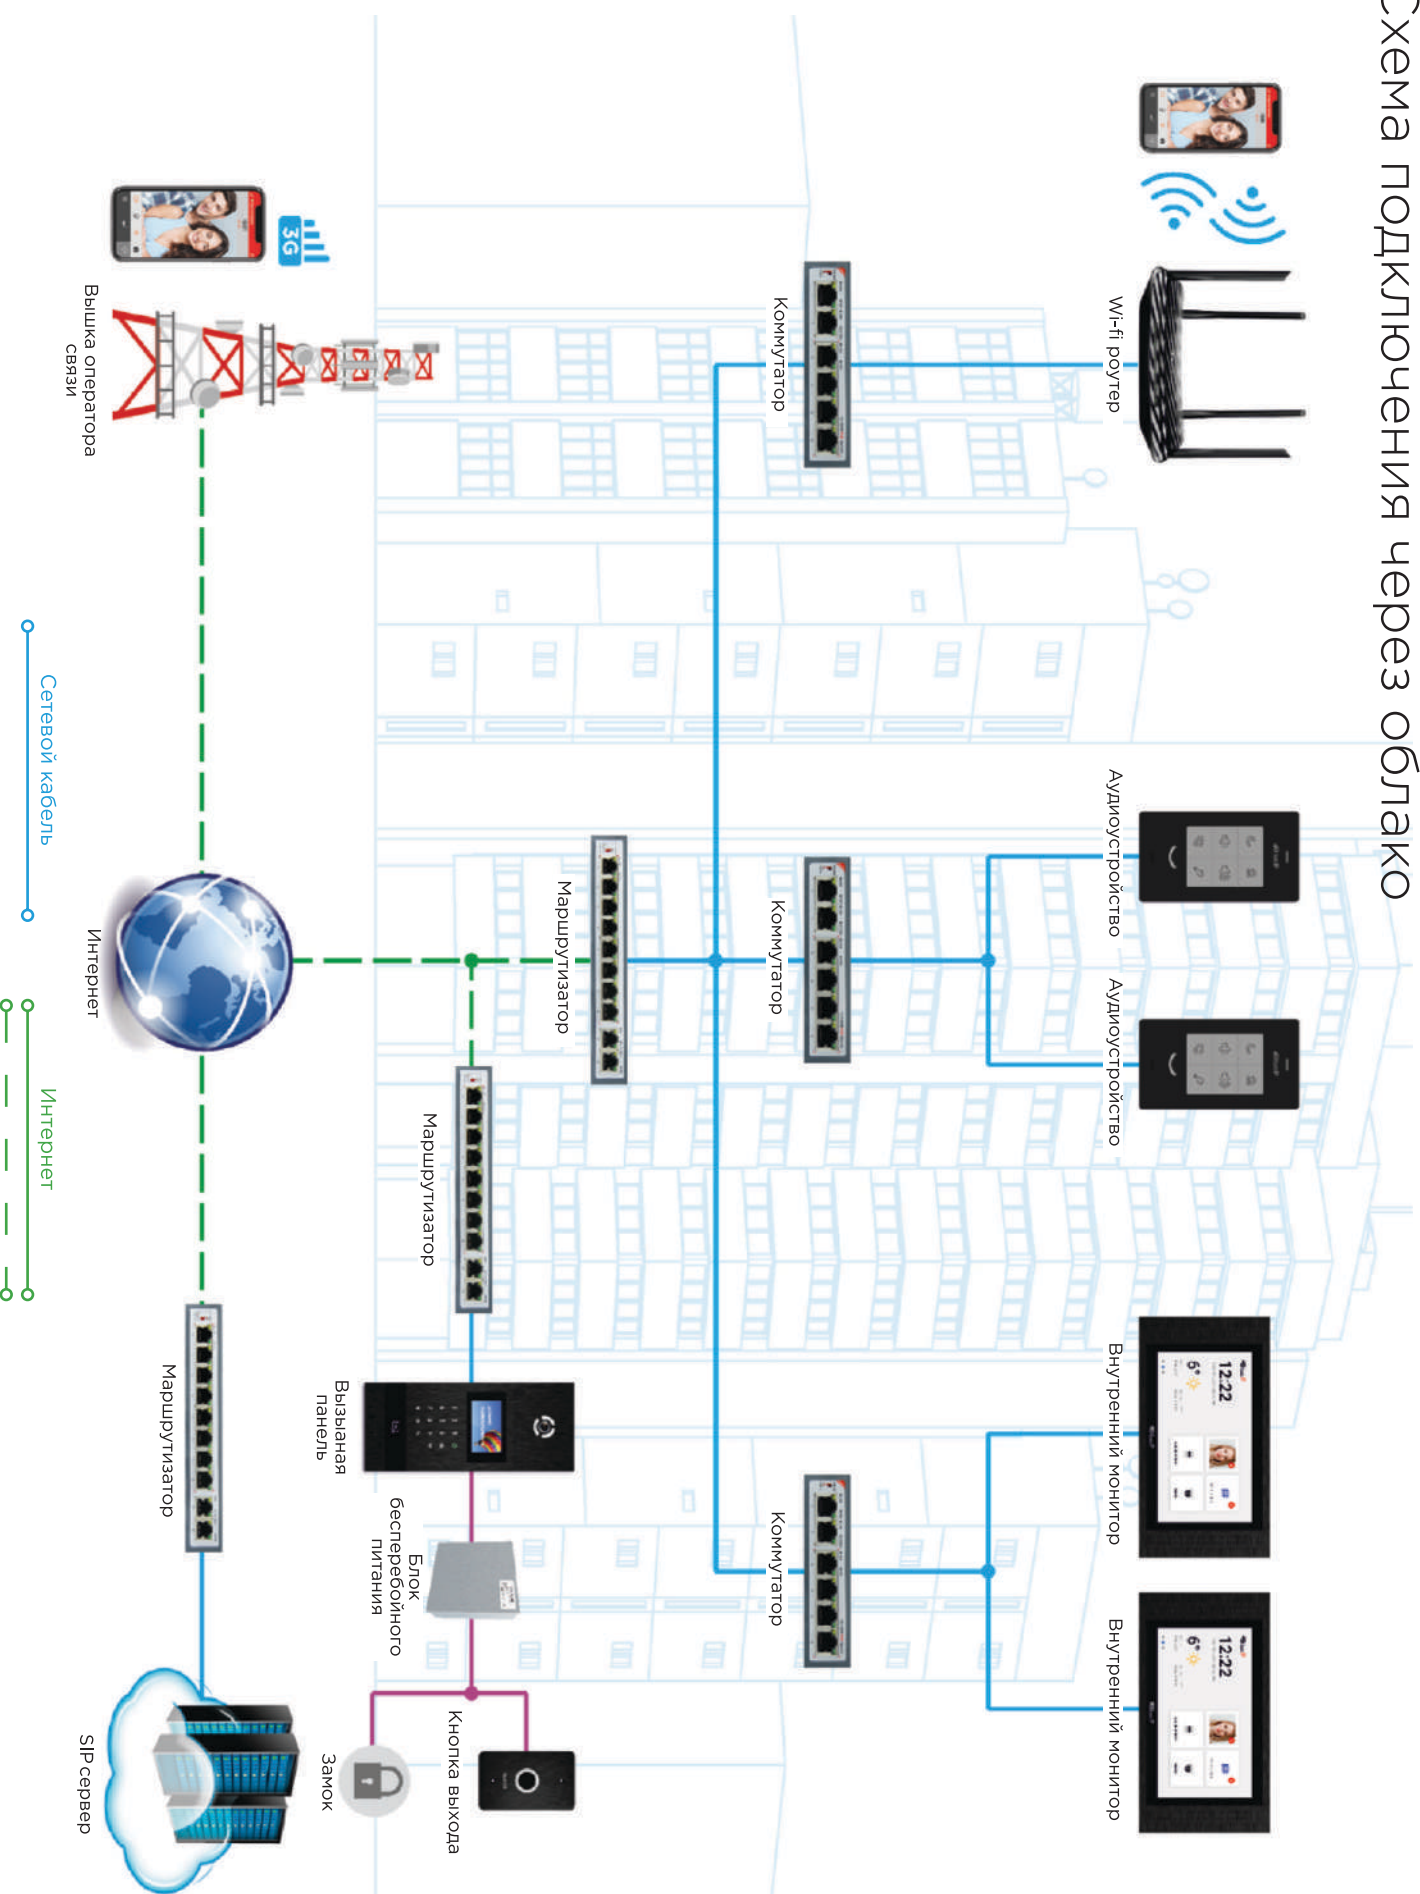 Схема подключения через облако
Wi-fi роутер
Аудиоустройство
Аудиоустройство
Внутренний монитор
Внутренний монитор
12:22
6°
12:22
6°
Коммутатор
Коммутатор
Коммутатор
Маршрутизатор
Маршрутизатор
3G
Вызыаная
панель
Блок
бесперебойного
питания
Кнопка выхода
Замок
Вышка оператора
связи
Интернет
Маршрутизатор
SIP сервер
Сетевой кабель
Интернет